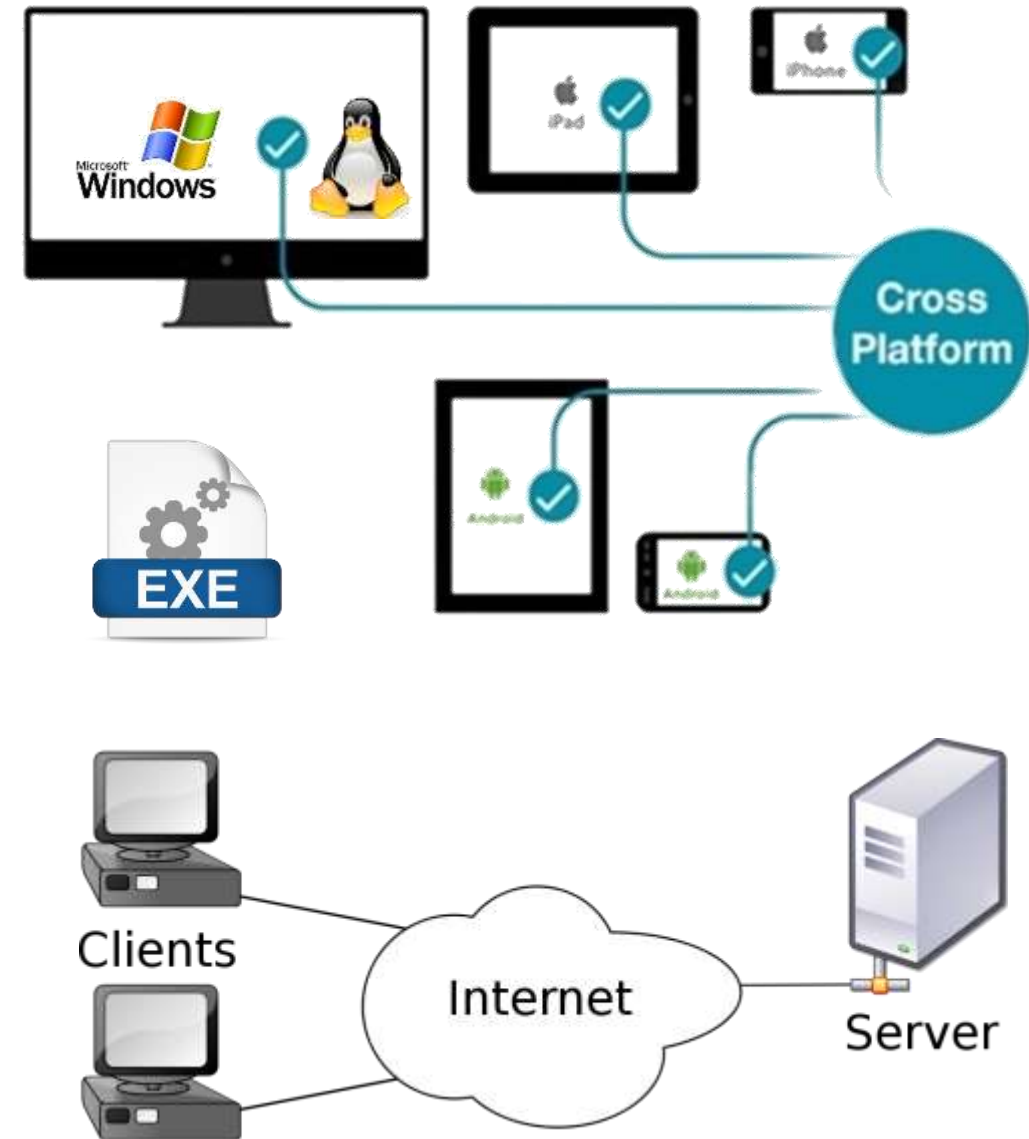 Microsoft
Windows
iPad
iPhone
Cross
Platform
Android
Android
EXE
Clients
Internet
Server